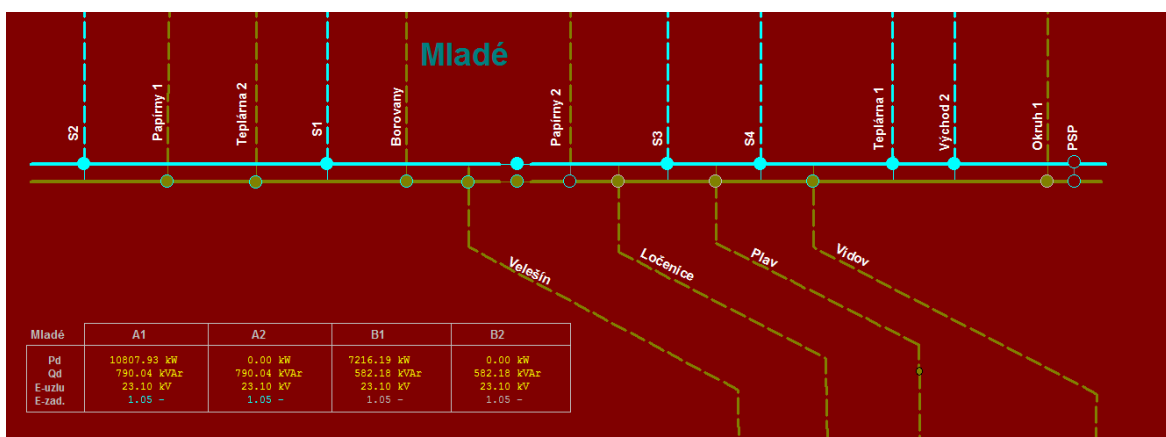 Mladé
S2
Papírny 1
Teplárna 2
S1
Borovany
Papírny 2
S3
S4
Teplárna 1
Východ 2
Okruh 1
PSP
Velešín
Ločenice
Plav
Vidov
Mladé A1 A2 B1 B2
Pd 10807.93 kW 0.00 kW 7216.19 kW 0.00 kW
Qd 790.04 kVAr 790.04 kVAr 582.18 kVAr 582.18 kVAr
E-uzlu 23.10 kV 23.10 kV 23.10 kV 23.10 kV
E-zad. 1.05 - 1.05 - 1.05 - 1.05 -